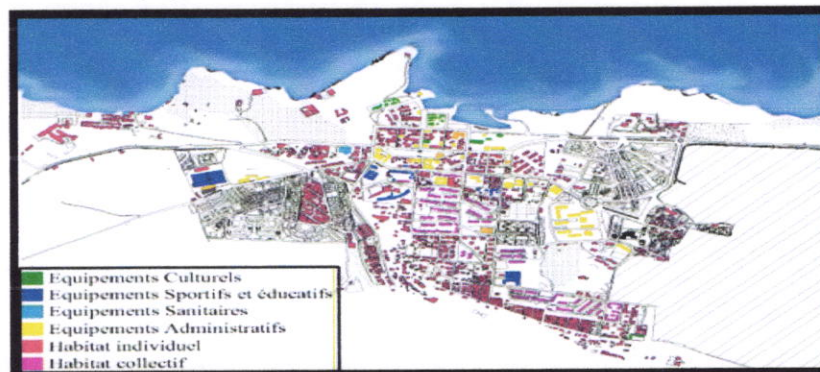 Equipements Culturels
Equipements Sportifs et éducatifs
Equipements Sanitaires
Equipements Administratifs
Habitat individuel
Habitat collectif